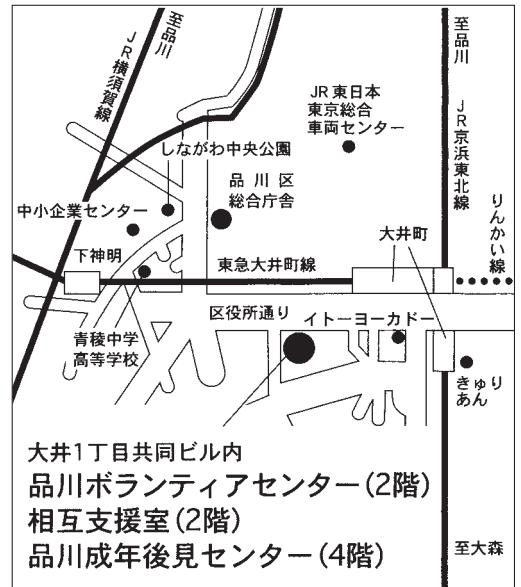 至品川
JR横須賀線
至品川
JR京浜東北線
JR東日本
東京総合
車両センター
しながわ中央公園
品川区
総合庁舎
中小企業センター
りんかい線
大井町
下神明
東急大井町線
区役所通り
イトーヨーカドー
青稜中学
高等学校
きゅり
あん
大井1丁目共同ビル内
品川ボランティアセンター(2階)
相互支援室(2階)
品川成年後見センター(4階)
至大森